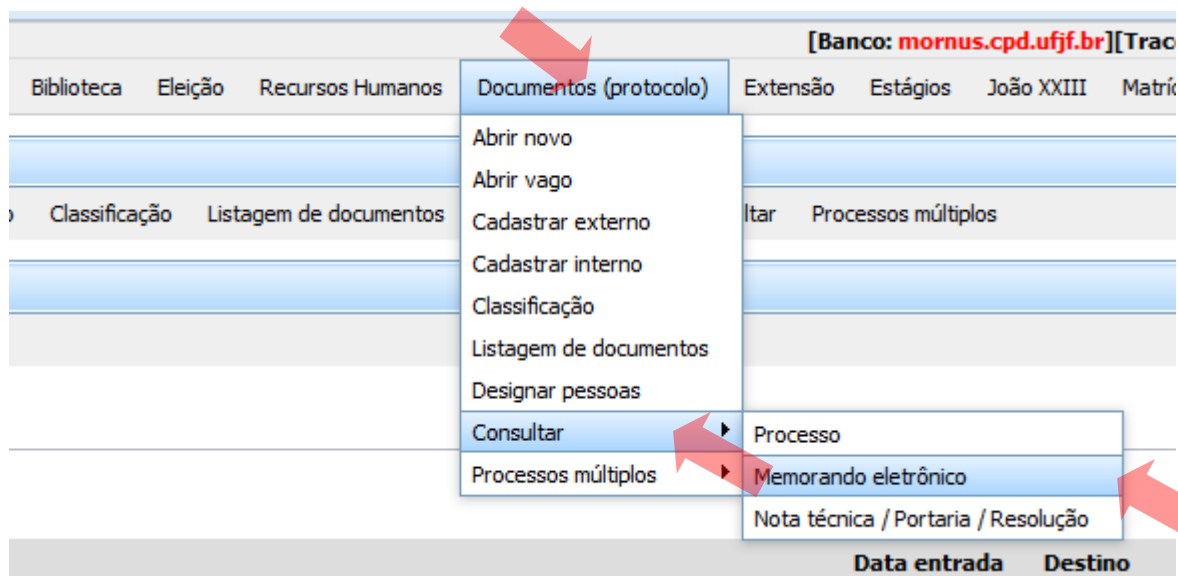 [Banco: mornus.cpd.ufjf.br][Trac
Biblioteca Eleição Recursos Humanos Documentos (protocolo) Extensão Estágios João XXIII Matríc
Abrir novo
Abrir vago
o Classificação Listagem de documentos ltar Processos múltiplos
Cadastrar externo
Cadastrar interno
Classificação
Listagem de documentos
Designar pessoas
Consultar Processo
Processos múltiplos Memorando eletrônico
Nota técnica / Portaria / Resolução
Data entrada Destino